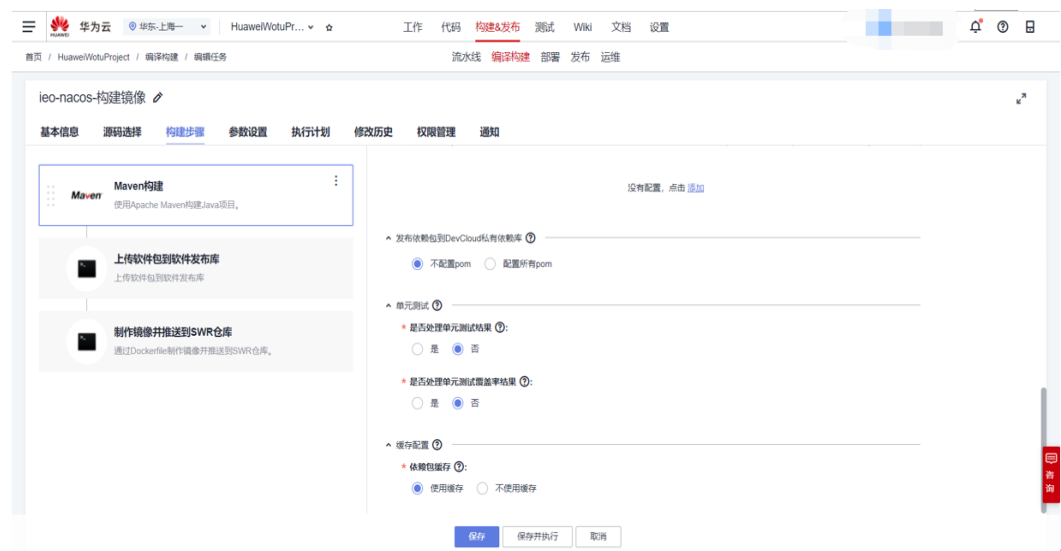 HUAWEI 华为云 华东-上海一 HuaweiWotuPr... 工作 代码 构建&发布 测试 Wiki 文档 设置
首页 / HuaweiWotuProject / 编译构建 / 编辑任务 流水线 编译构建 部署 发布 运维
ieo-nacos-构建镜像
基本信息 源码选择 构建步骤 参数设置 执行计划 修改历史 权限管理 通知
Maven构建
Maven
使用Apache Maven构建Java项目。
上传软件包到软件发布库
上传软件包到软件发布库
制作镜像并推送到SWR仓库
通过Dockerfile制作镜像并推送到SWR仓库。
没有配置，点击 添加
发布依赖包到DevCloud私有依赖库
不配置pom 配置所有pom
单元测试
* 是否处理单元测试结果 :
是 否
* 是否处理单元测试覆盖率结果 :
是 否
缓存配置
* 依赖包缓存 :
使用缓存 不使用缓存
咨询
保存 保存并执行 取消